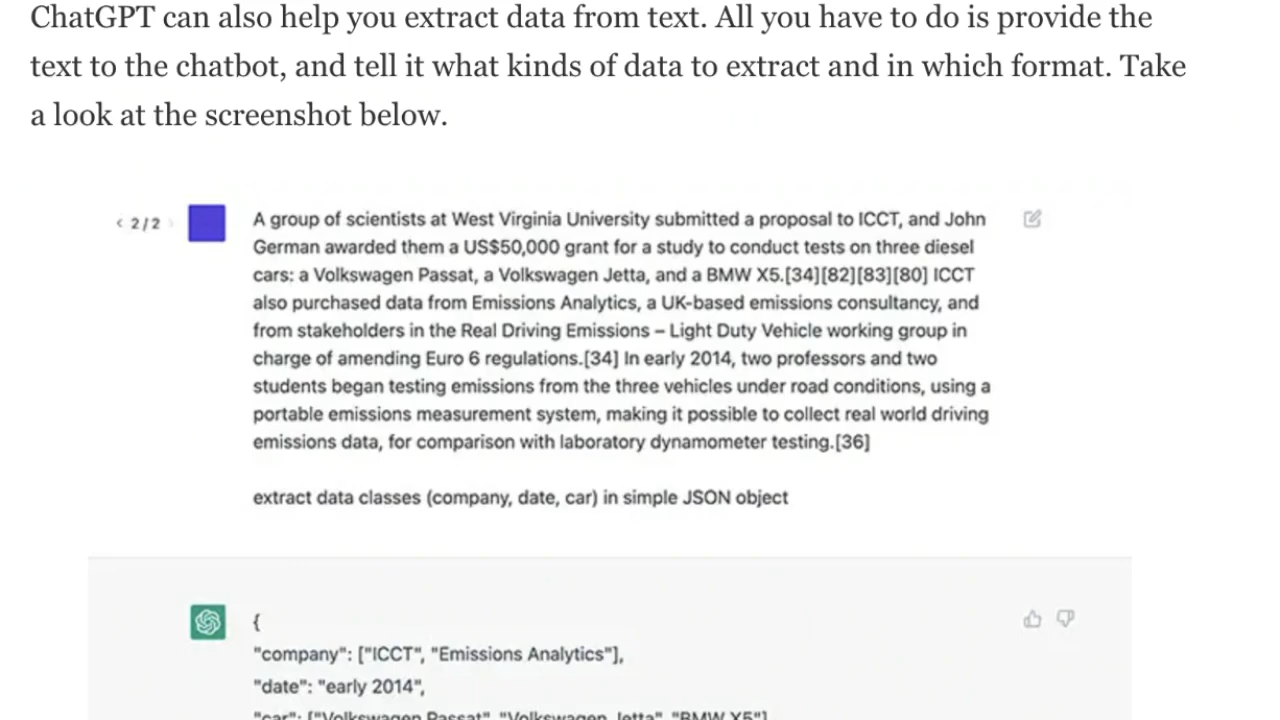 ChatGPT can also help you extract data from text. All you have to do is provide the
text to the chatbot, and tell it what kinds of data to extract and in which format. Take
a look at the screenshot below.
< 2/2 >
A group of scientists at West Virginia University submitted a proposal to ICCT, and John
German awarded them a US$50,000 grant for a study to conduct tests on three diesel
cars: a Volkswagen Passat, a Volkswagen Jetta, and a BMW X5.[34][82][83][80] ICCT
also purchased data from Emissions Analytics, a UK-based emissions consultancy, and
from stakeholders in the Real Driving Emissions – Light Duty Vehicle working group in
charge of amending Euro 6 regulations.[34] In early 2014, two professors and two
students began testing emissions from the three vehicles under road conditions, using a
portable emissions measurement system, making it possible to collect real world driving
emissions data, for comparison with laboratory dynamometer testing.[36]
extract data classes (company, date, car) in simple JSON object
{
"company": ["ICCT", "Emissions Analytics"],
"date": "early 2014",
"car": ["Volkswagen Passat", "Volkswagen Jetta", "BMW X5"]